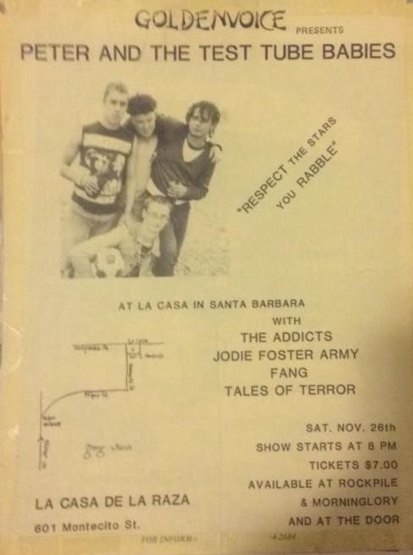 GOLDENVOICE PRESENTS
PETER AND THE TEST TUBE BABIES
"RESPECT THE STARS
YOU RABBLE"
AT LA CASA IN SANTA BARBARA
WITH
THE ADDICTS
JODIE FOSTER ARMY
FANG
TALES OF TERROR
SAT. NOV. 26th
SHOW STARTS AT 8 PM
TICKETS $7.00
AVAILABLE AT ROCKPILE
& MORNINGLORY
AND AT THE DOOR
LA CASA DE LA RAZA
601 Montecito St.